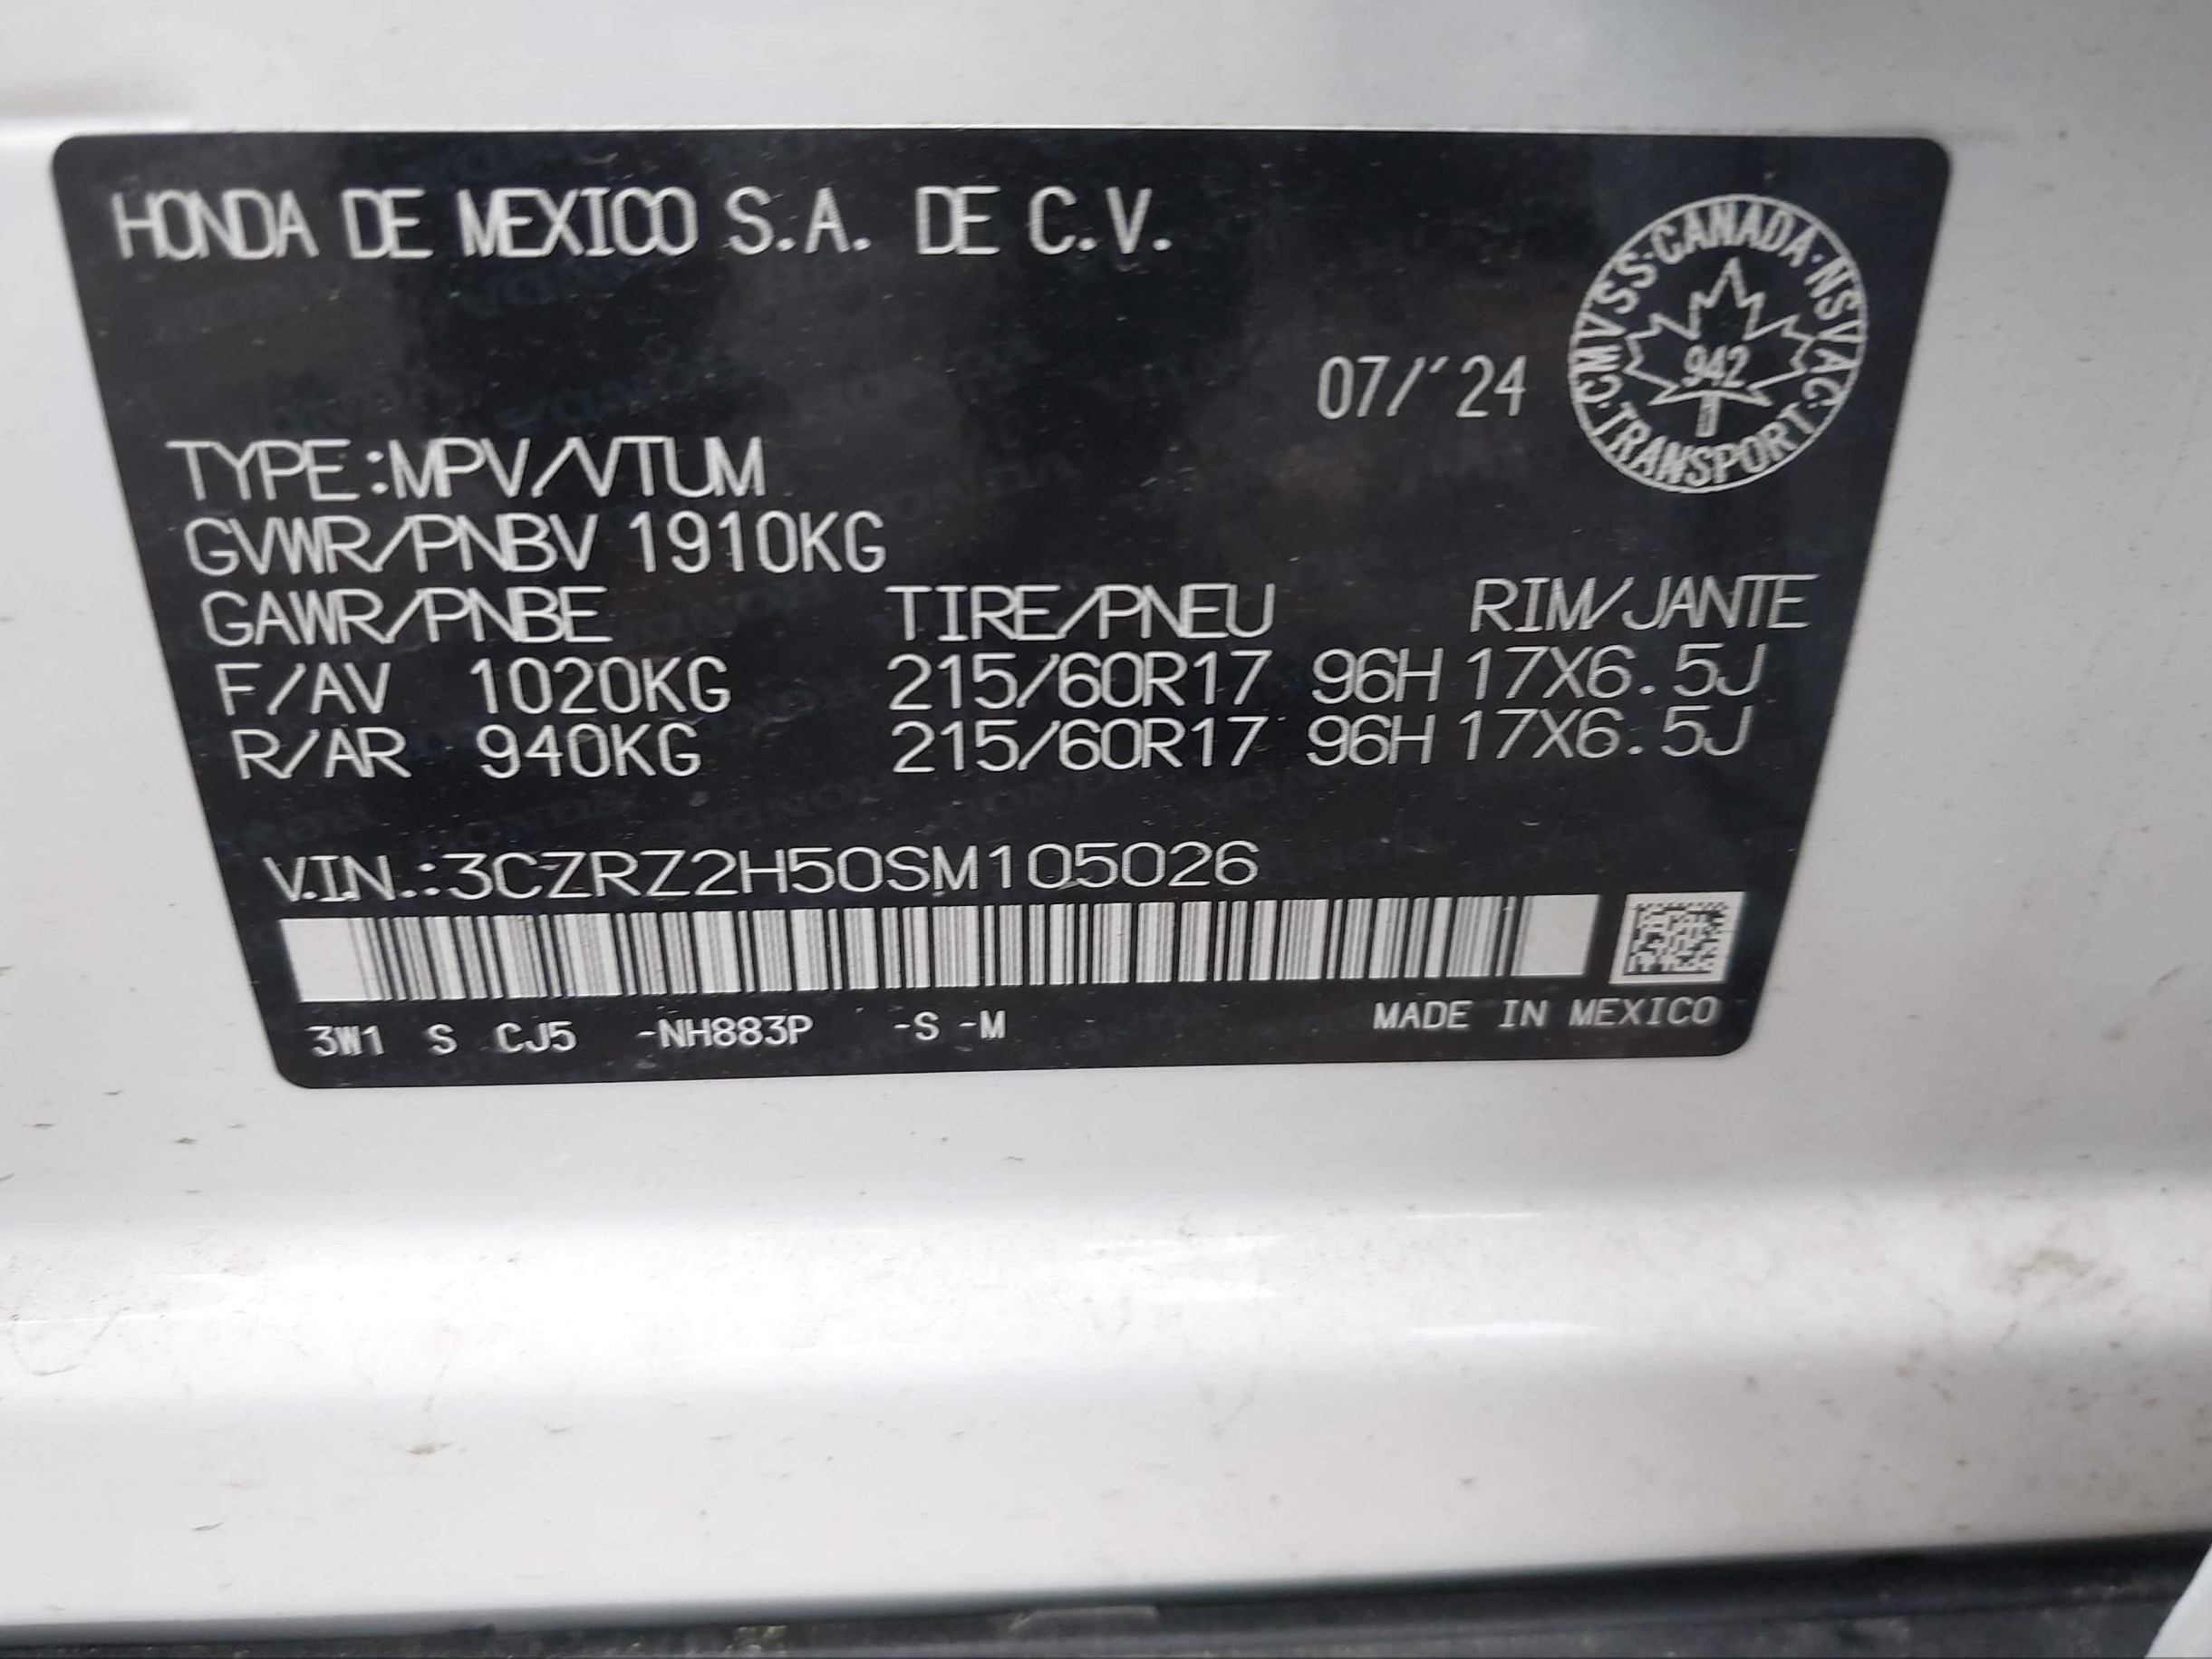 HONDA DE MEXICO S.A. DE C.V.
·CMVSS·CANADA·NSVAC·TRANSPORT
942
07/'24
TYPE:MPV/VTUM
GVWR/PNBV 1910KG
GAWR/PNBE TIRE/PNEU RIM/JANTE
F/AV 1020KG 215/60R17 96H 17X6.5J
R/AR 940KG 215/60R17 96H 17X6.5J
V.I.N.:3CZRZ2H50SM105026
3W1 S CJ5 -NH883P -S -M MADE IN MEXICO